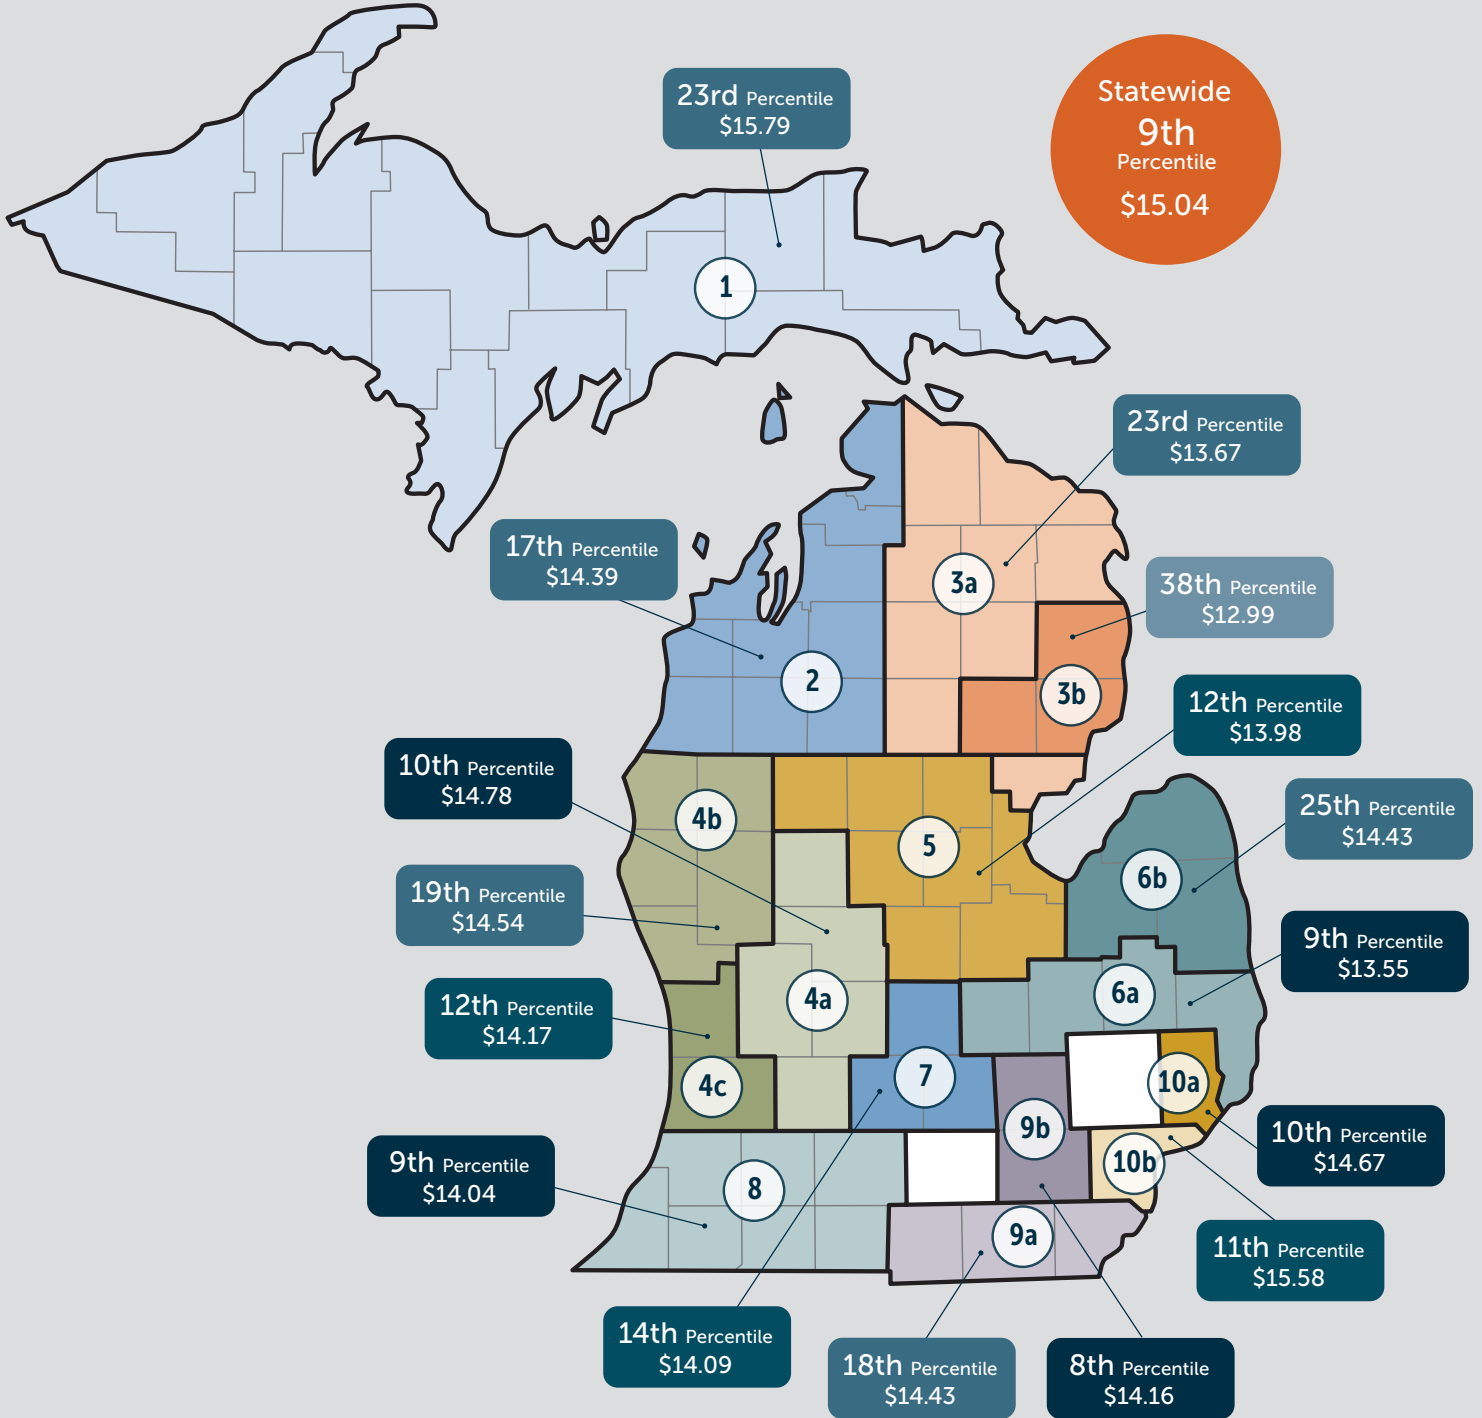 23rd Percentile
$15.79
Statewide
9th
Percentile
$15.04
1
23rd Percentile
$13.67
17th Percentile
$14.39
3a
38th Percentile
$12.99
2
3b
12th Percentile
$13.98
10th Percentile
$14.78
4b
5
25th Percentile
$14.43
6b
19th Percentile
$14.54
9th Percentile
$13.55
4a
6a
12th Percentile
$14.17
4c
7
10a
9b
10th Percentile
$14.67
9th Percentile
$14.04
8
10b
9a
11th Percentile
$15.58
14th Percentile
$14.09
18th Percentile
$14.43
8th Percentile
$14.16